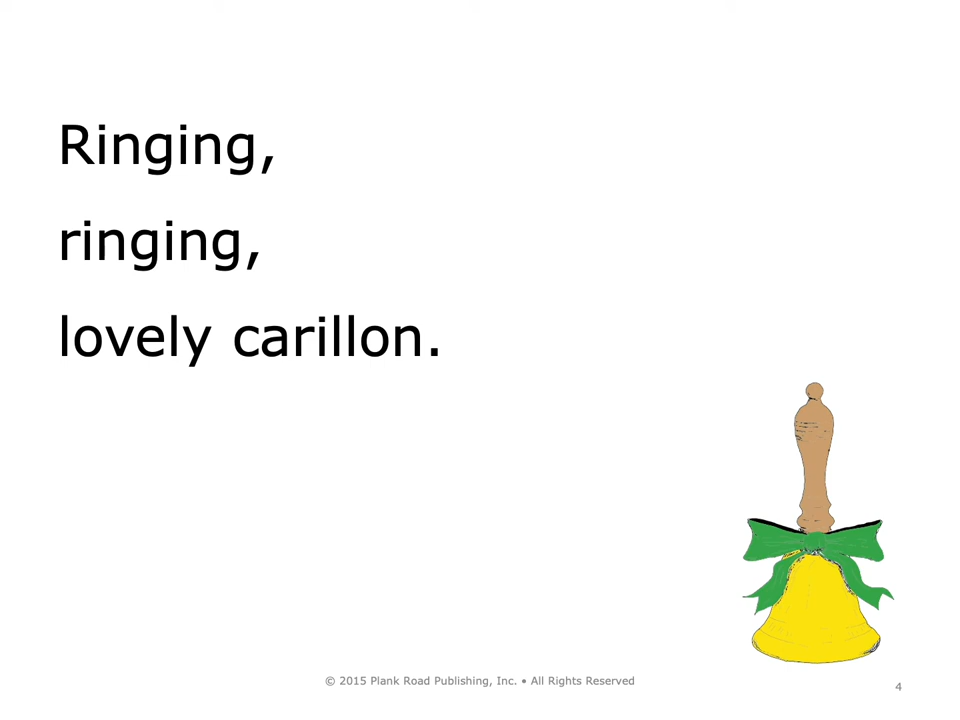 Ringing,
ringing,
lovely carillon.
© 2015 Plank Road Publishing, Inc. • All Rights Reserved
4